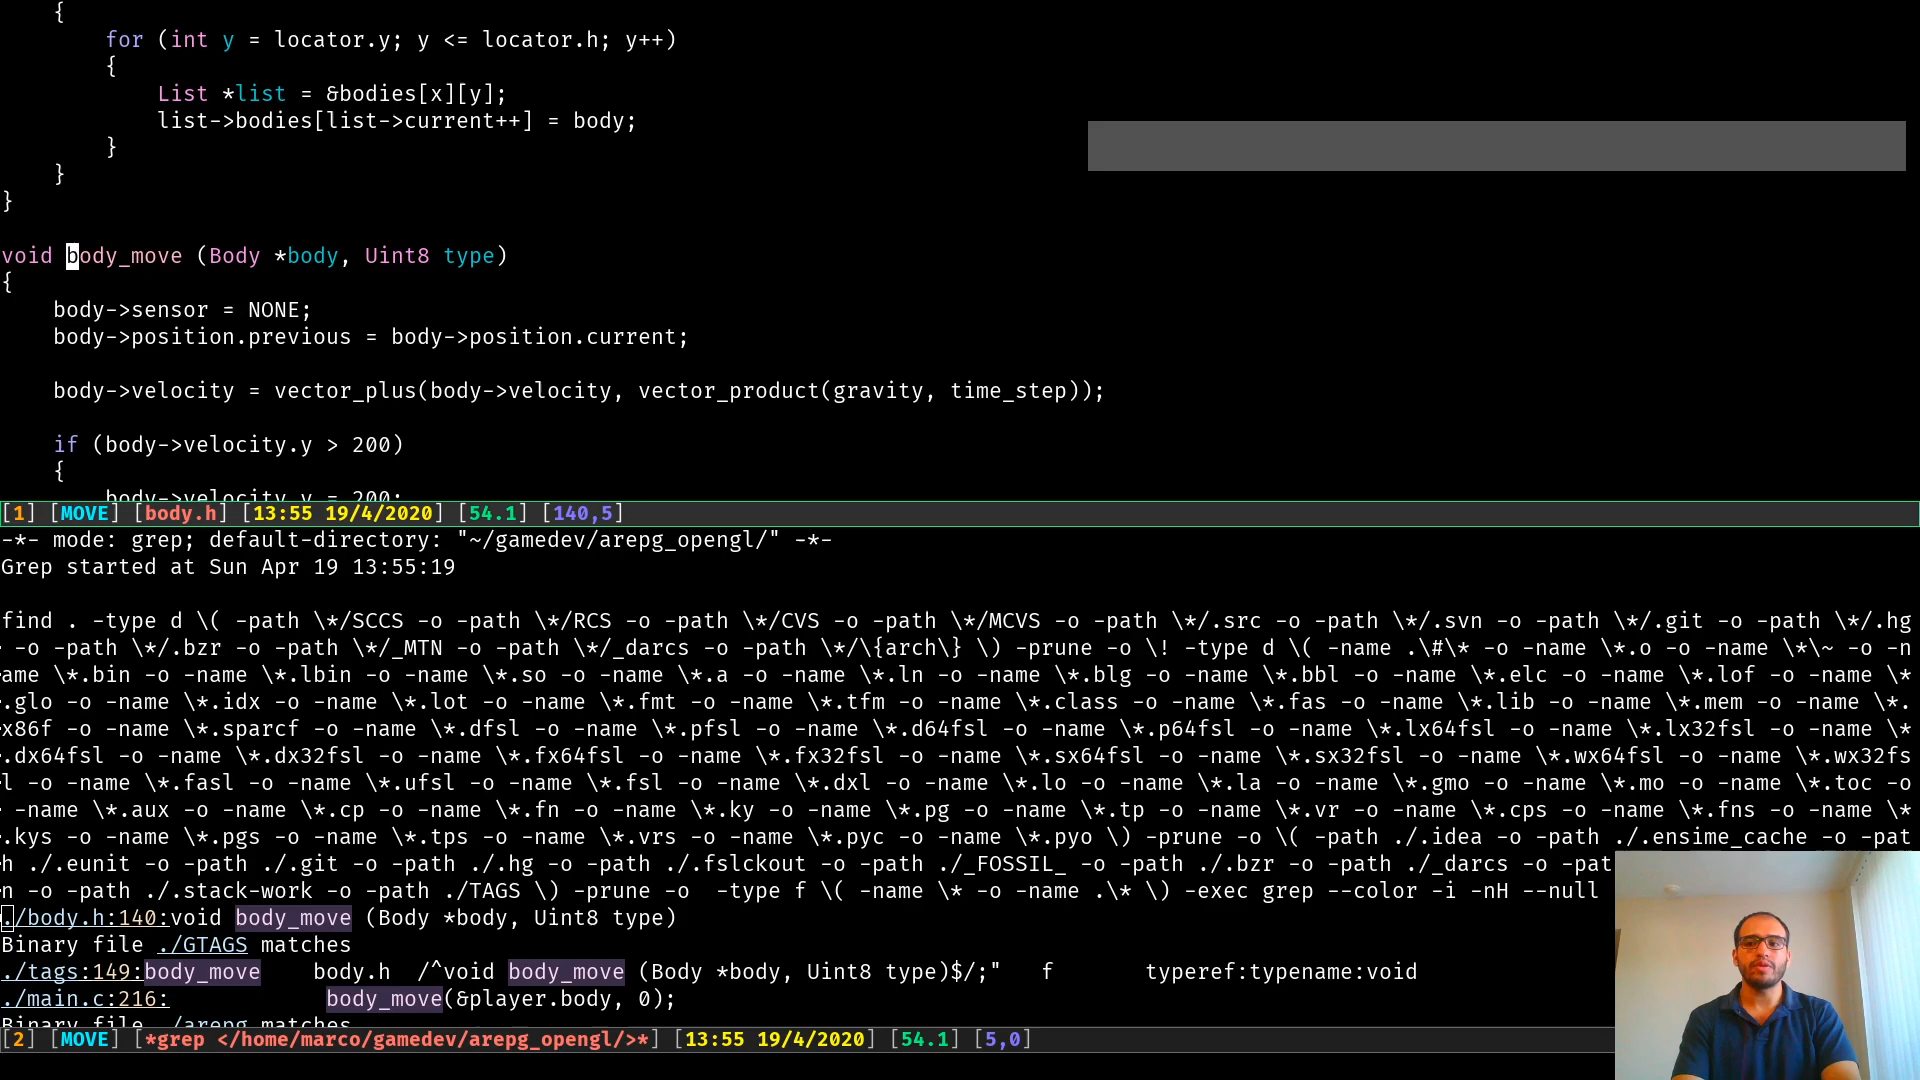 {
for (int y = locator.y; y <= locator.h; y++)
{
List *list = &bodies[x][y];
list->bodies[list->current++] = body;
}
}
}
void body_move (Body *body, Uint8 type)
{
body->sensor = NONE;
body->position.previous = body->position.current;
body->velocity = vector_plus(body->velocity, vector_product(gravity, time_step));
if (body->velocity.y > 200)
{
body->velocity.y = 200;
[1] [MOVE] [body.h] [13:55 19/4/2020] [54.1] [140,5]
-*- mode: grep; default-directory: "~/gamedev/arepg_opengl/" -*-
Grep started at Sun Apr 19 13:55:19
find . -type d \( -path \*/SCCS -o -path \*/RCS -o -path \*/CVS -o -path \*/MCVS -o -path \*/.src -o -path \*/.svn -o -path \*/.git -o -path \*/.hg
-o -path \*/.bzr -o -path \*/_MTN -o -path \*/_darcs -o -path \*/\{arch\} \) -prune -o \! -type d \( -name .\#\* -o -name \*.o -o -name \*\~ -o -n
ame \*.bin -o -name \*.lbin -o -name \*.so -o -name \*.a -o -name \*.ln -o -name \*.blg -o -name \*.bbl -o -name \*.elc -o -name \*.lof -o -name \*
.glo -o -name \*.idx -o -name \*.lot -o -name \*.fmt -o -name \*.tfm -o -name \*.class -o -name \*.fas -o -name \*.lib -o -name \*.mem -o -name \*.
x86f -o -name \*.sparcf -o -name \*.dfsl -o -name \*.pfsl -o -name \*.d64fsl -o -name \*.p64fsl -o -name \*.lx64fsl -o -name \*.lx32fsl -o -name \*
.dx64fsl -o -name \*.dx32fsl -o -name \*.fx64fsl -o -name \*.fx32fsl -o -name \*.sx64fsl -o -name \*.sx32fsl -o -name \*.wx64fsl -o -name \*.wx32fs
l -o -name \*.fasl -o -name \*.ufsl -o -name \*.fsl -o -name \*.dxl -o -name \*.lo -o -name \*.la -o -name \*.gmo -o -name \*.mo -o -name \*.toc -o
-name \*.aux -o -name \*.cp -o -name \*.fn -o -name \*.ky -o -name \*.pg -o -name \*.tp -o -name \*.vr -o -name \*.cps -o -name \*.fns -o -name \*
.kys -o -name \*.pgs -o -name \*.tps -o -name \*.vrs -o -name \*.pyc -o -name \*.pyo \) -prune -o \( -path ./.idea -o -path ./.ensime_cache -o -pat
h ./.eunit -o -path ./.git -o -path ./.hg -o -path ./.fslckout -o -path ./_FOSSIL_ -o -path ./.bzr -o -path ./_darcs -o -pat
n -o -path ./.stack-work -o -path ./TAGS \) -prune -o  -type f \( -name \* -o -name .\* \) -exec grep --color -i -nH --null
./body.h:140:void body_move (Body *body, Uint8 type)
Binary file ./GTAGS matches
./tags:149:body_move body.h /^void body_move (Body *body, Uint8 type)$/;" f typeref:typename:void
./main.c:216: body_move(&player.body, 0);
Binary file ./arepg matches
[2] [MOVE] [*grep </home/marco/gamedev/arepg_opengl/>*] [13:55 19/4/2020] [54.1] [5,0]